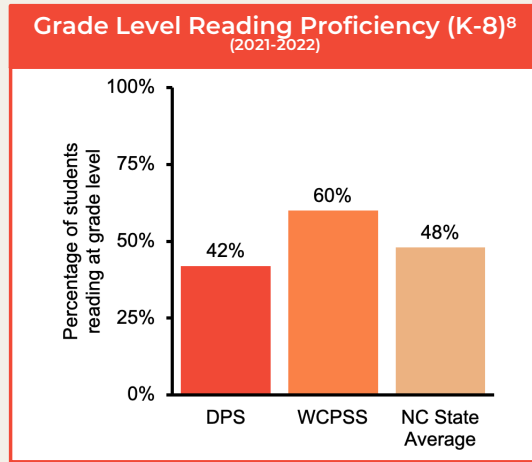 Grade Level Reading Proficiency (K-8)⁸
(2021-2022)
100%
75%
50%
25%
0%
Percentage of students
reading at grade level
42%
60%
48%
DPS
WCPSS
NC State
Average